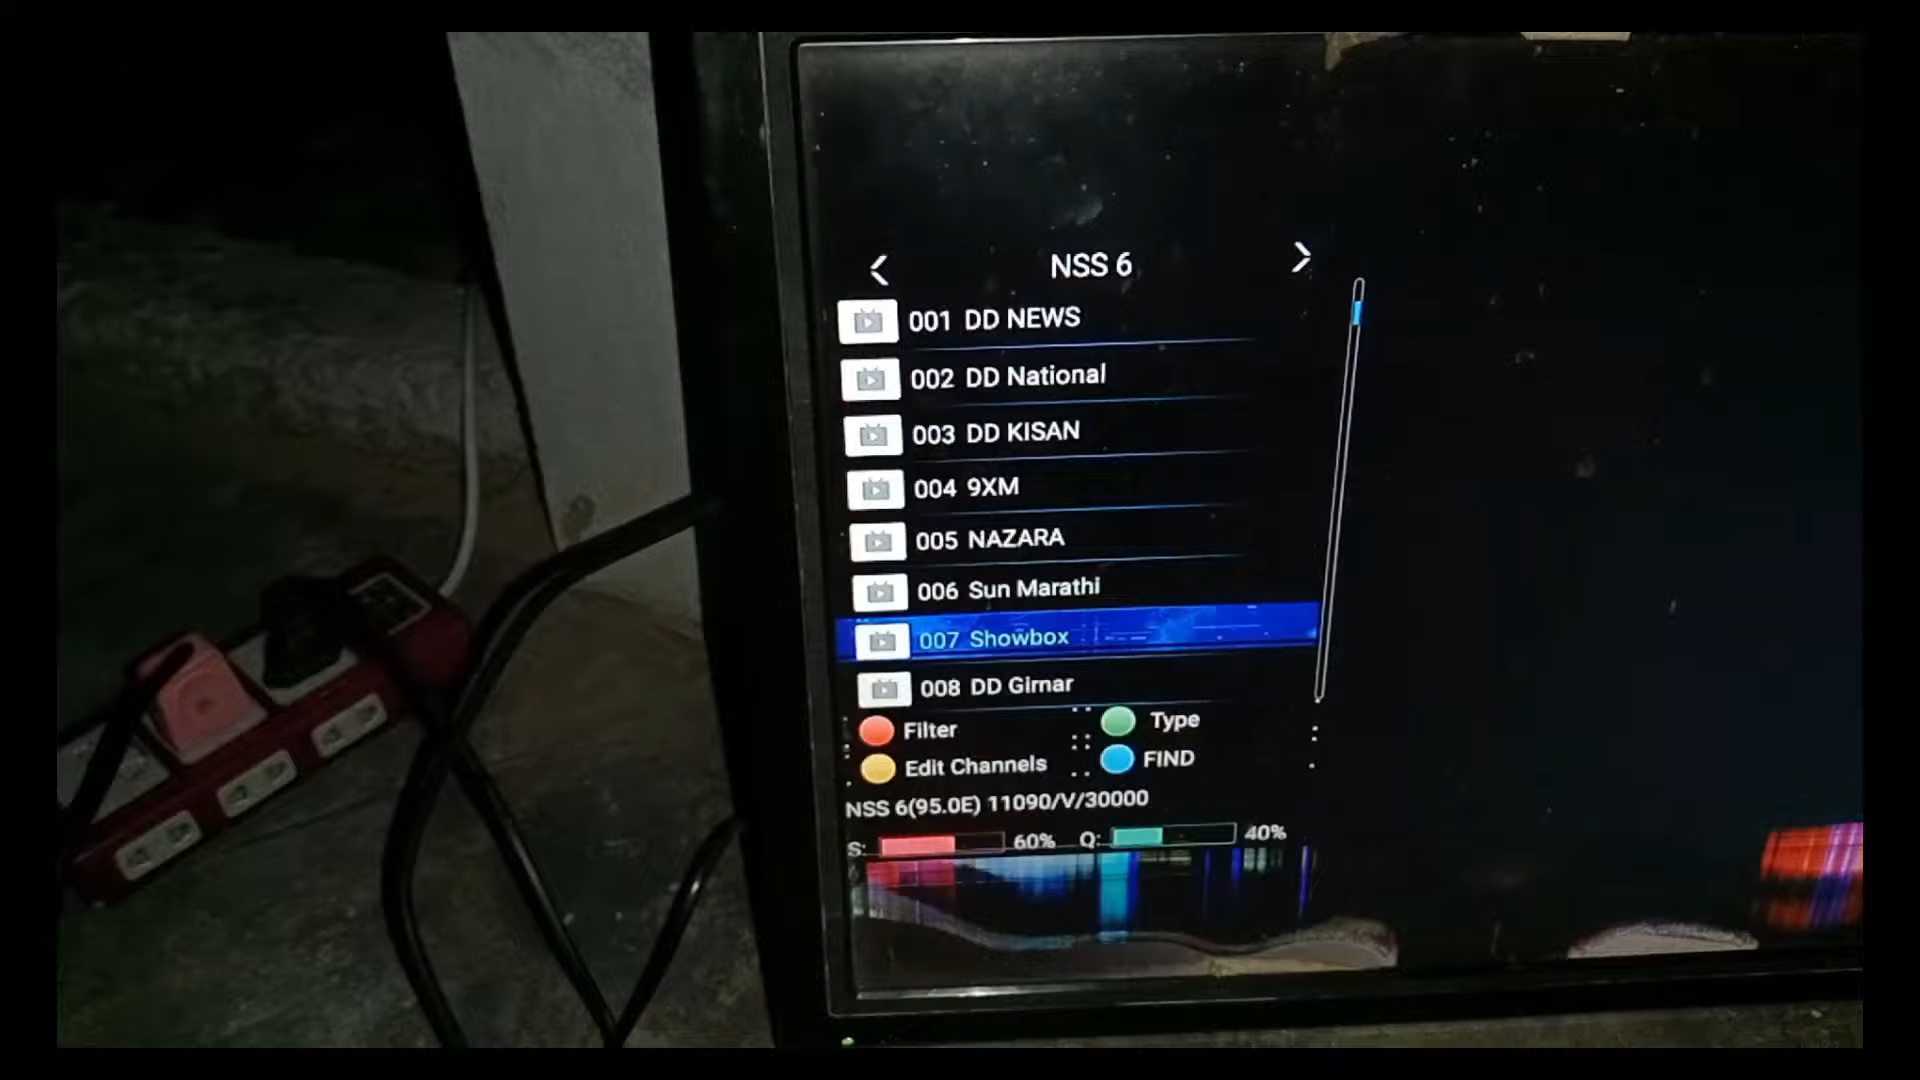 NSS 6
001 DD NEWS
002 DD National
003 DD KISAN
004 9XM
005 NAZARA
006 Sun Marathi
007 Showbox
008 DD Girnar
Filter Type
Edit Channels FIND
NSS 6(95.0E) 11090/V/30000
S: 60% Q: 40%